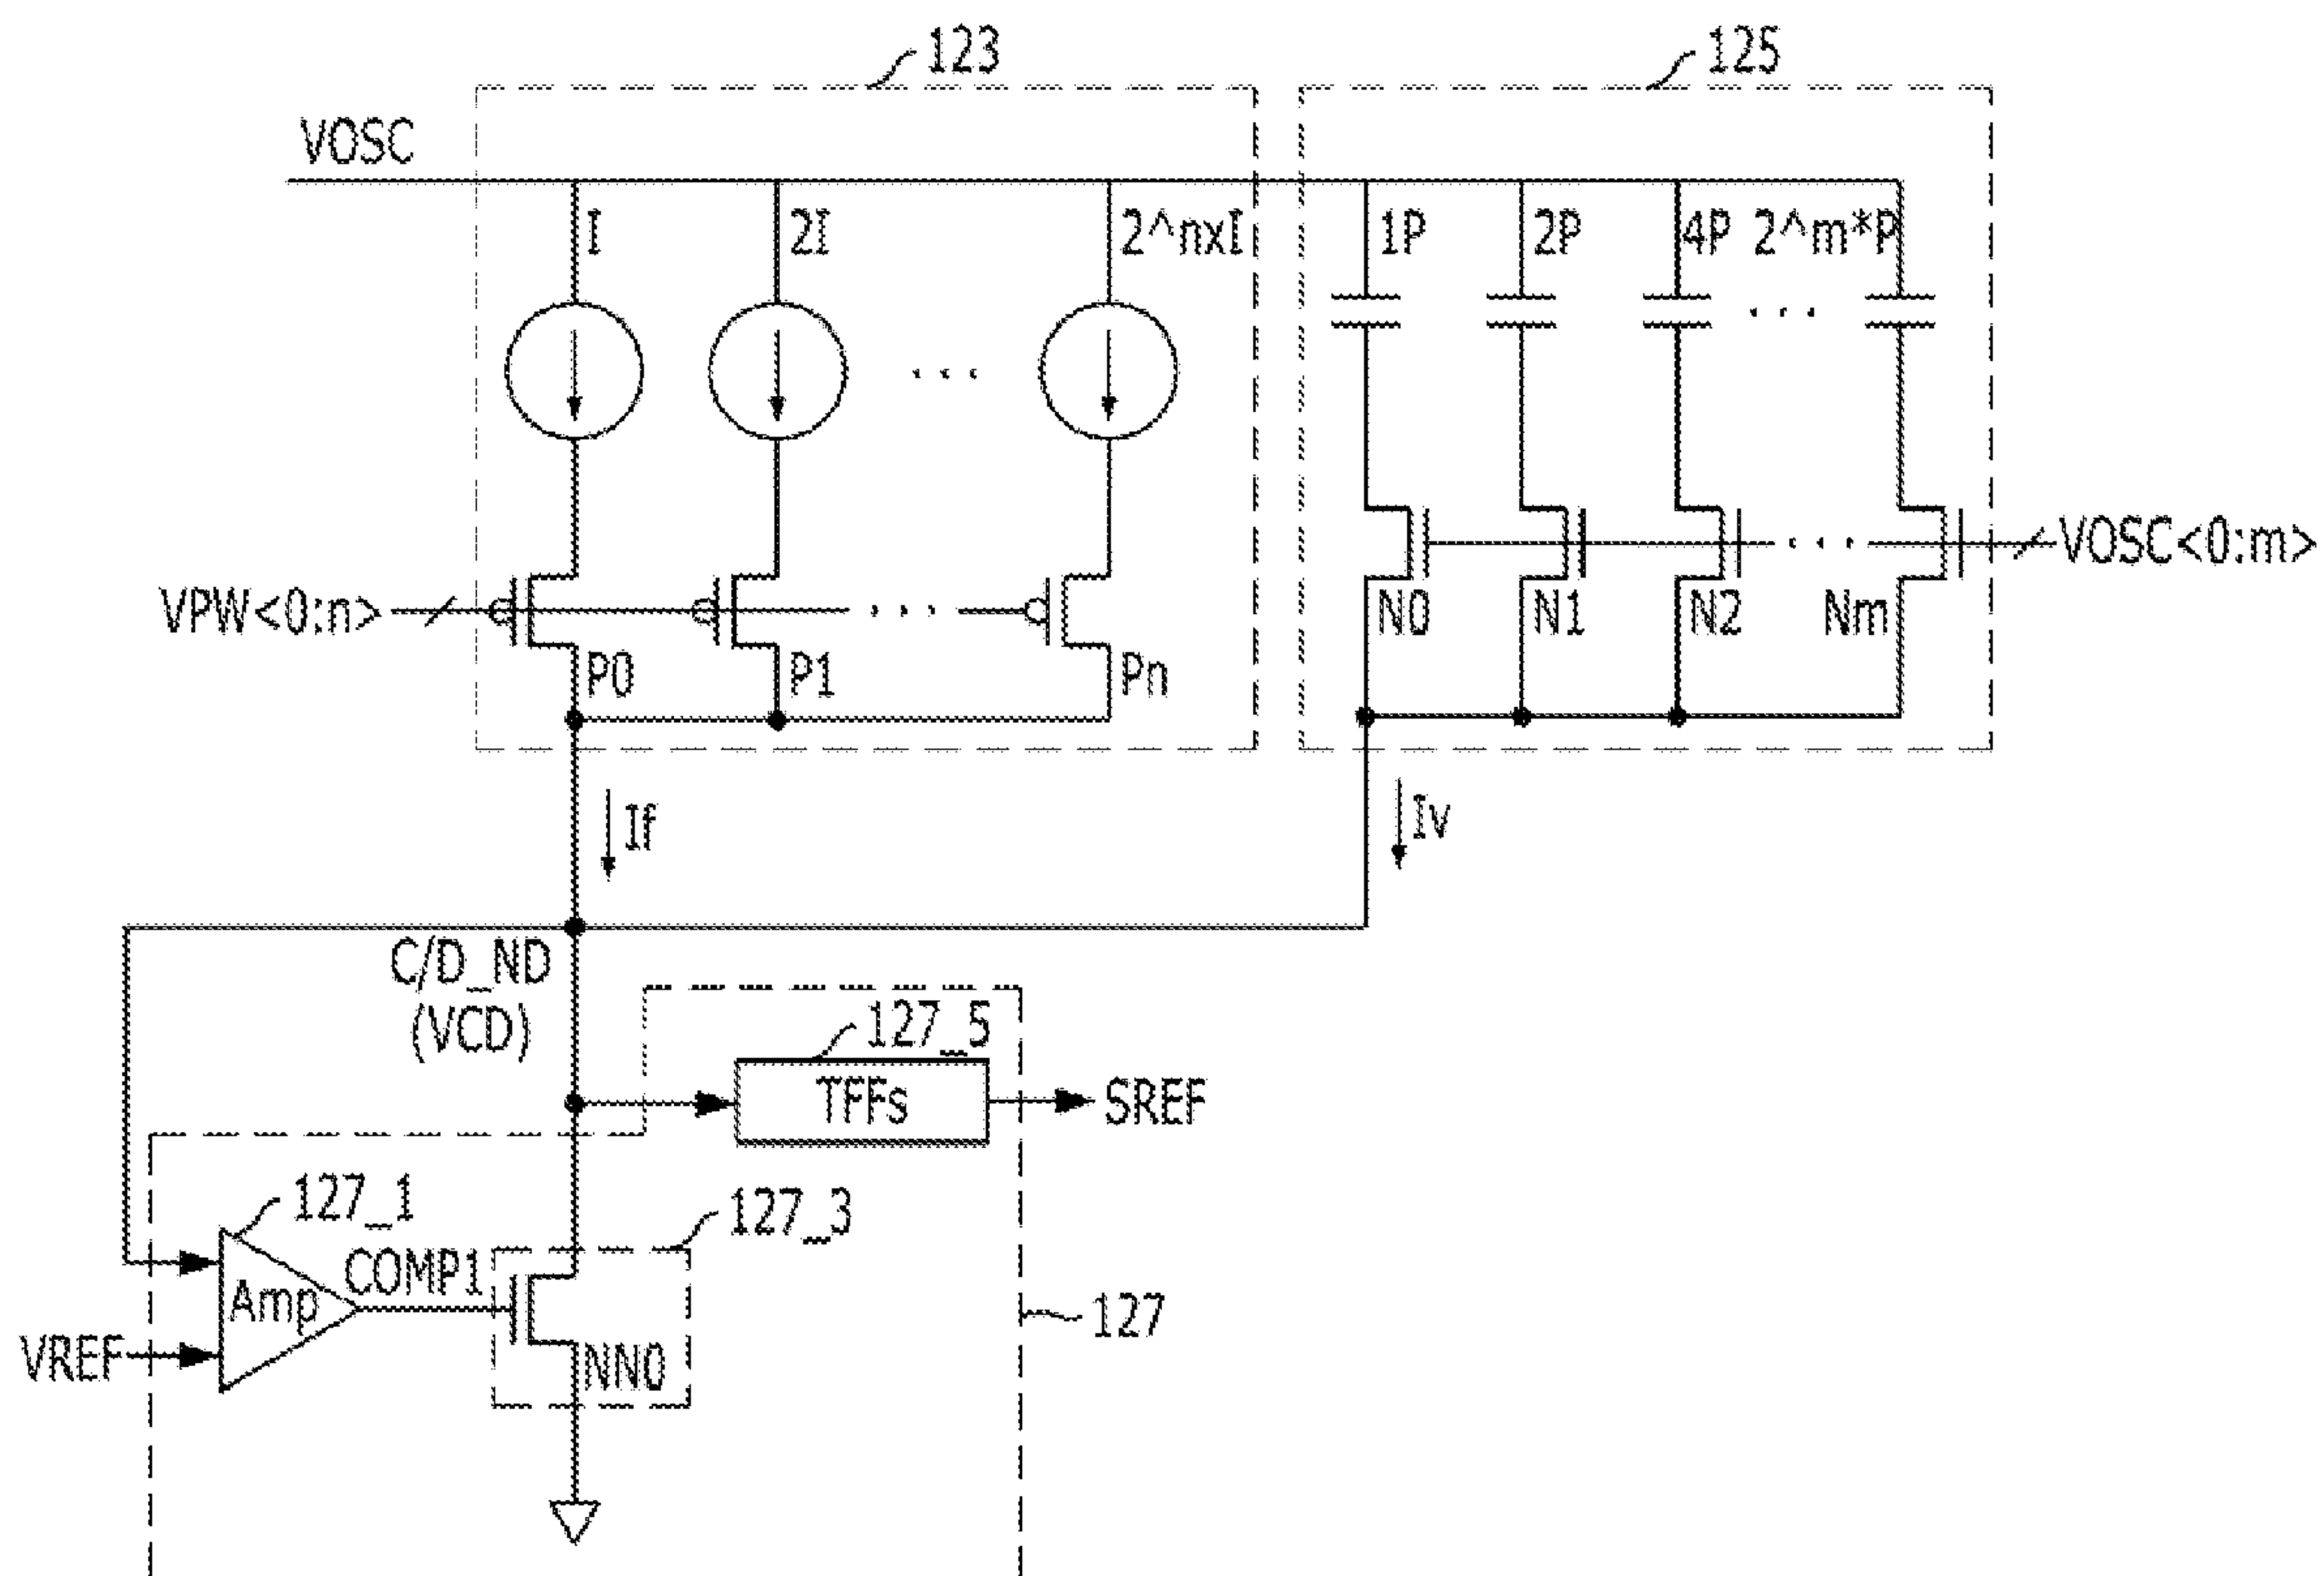 123
125
VOSC
I
2I
2^nxI
1P
2P
4P
2^m*P
. . .
. . .
VPW<0:n>
. . .
. . .
VOSC<0:m>
P0
P1
Pn
N0
N1
N2
Nm
If
Iv
C/D_ND
(VCD)
127_5
TFFs
SREF
127_1
127_3
COMP1
Amp
127
VREF
NN0